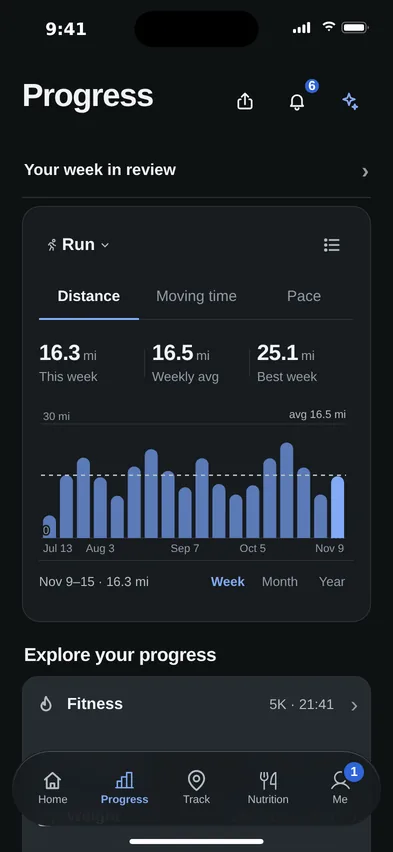 9:41
Progress
6
Your week in review
Run
Distance Moving time Pace
16.3 mi 16.5 mi 25.1 mi
This week Weekly avg Best week
30 mi avg 16.5 mi
0
Jul 13 Aug 3 Sep 7 Oct 5 Nov 9
Nov 9–15 · 16.3 mi Week Month Year
Explore your progress
Fitness 5K · 21:41
1
Home Progress Track Nutrition Me
Weight